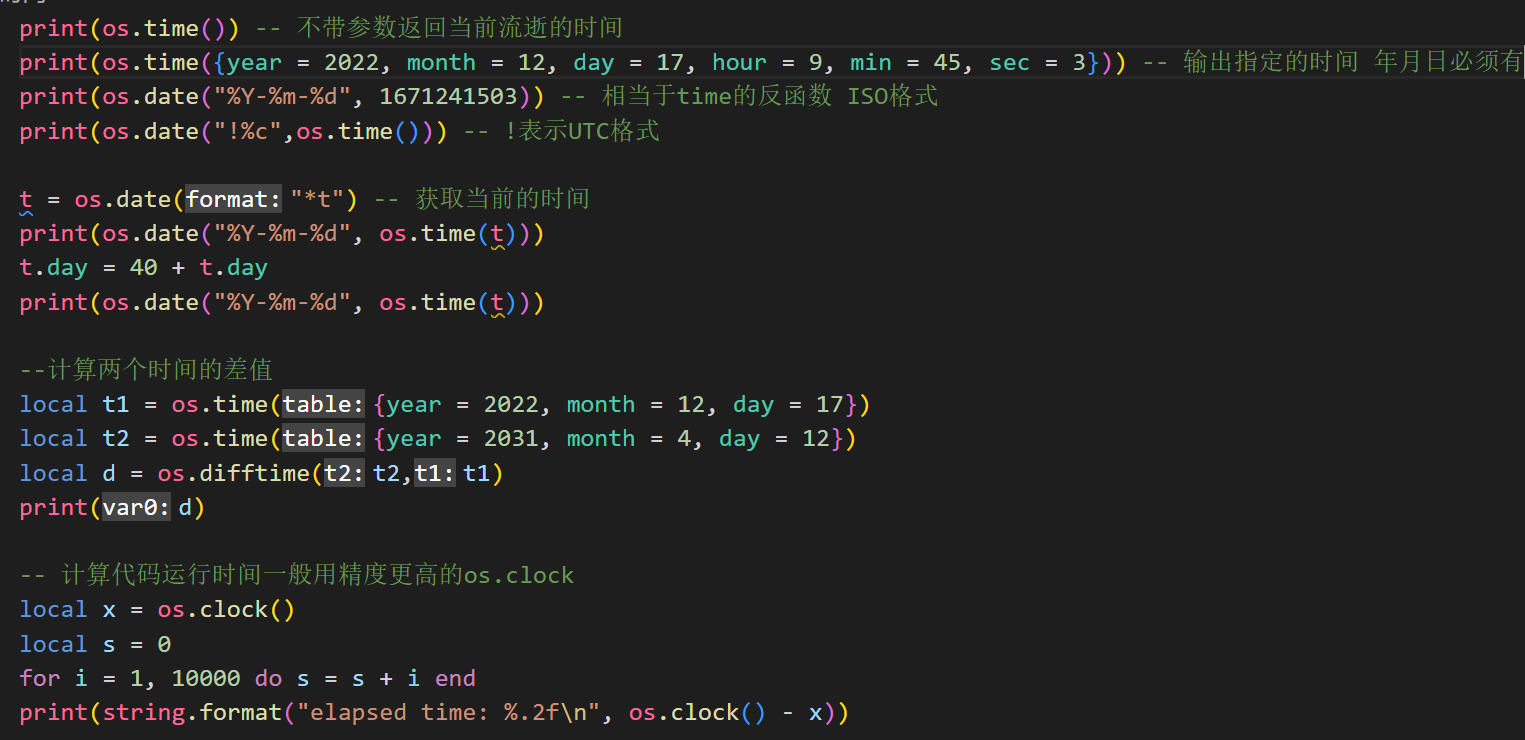 print(os.time()) -- 不带参数返回当前流逝的时间
print(os.time({year = 2022, month = 12, day = 17, hour = 9, min = 45, sec = 3})) -- 输出指定的时间 年月日必须有
print(os.date("%Y-%m-%d", 1671241503)) -- 相当于time的反函数 ISO格式
print(os.date("!%c",os.time())) -- !表示UTC格式
t = os.date(format: "*t") -- 获取当前的时间
print(os.date("%Y-%m-%d", os.time(t)))
t.day = 40 + t.day
print(os.date("%Y-%m-%d", os.time(t)))
--计算两个时间的差值
local t1 = os.time(table: {year = 2022, month = 12, day = 17})
local t2 = os.time(table: {year = 2031, month = 4, day = 12})
local d = os.difftime(t2: t2,t1: t1)
print(var0: d)
-- 计算代码运行时间一般用精度更高的os.clock
local x = os.clock()
local s = 0
for i = 1, 10000 do s = s + i end
print(string.format("elapsed time: %.2f\n", os.clock() - x))